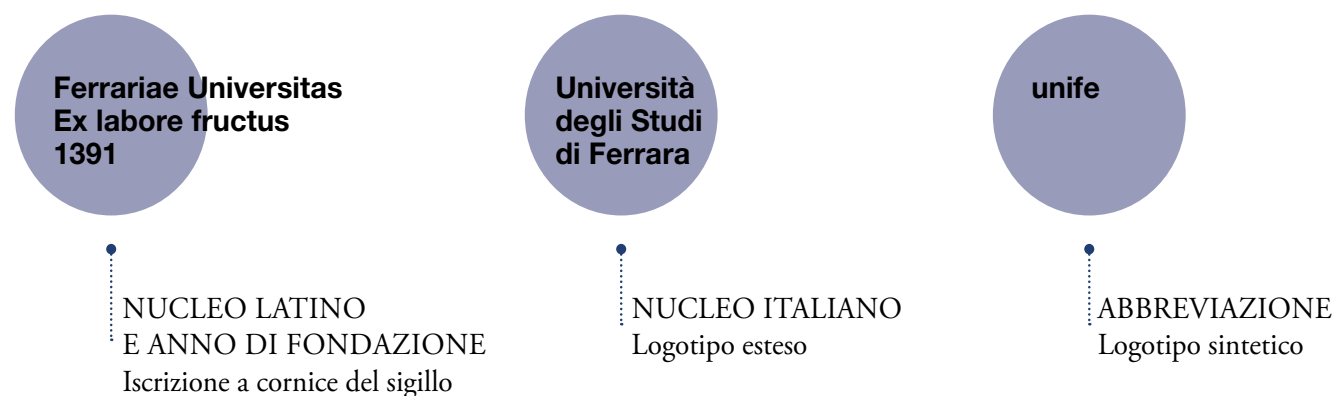 Ferrariae Universitas
Ex labore fructus
1391
Università
degli Studi
di Ferrara
unife
NUCLEO LATINO
E ANNO DI FONDAZIONE
Iscrizione a cornice del sigillo
NUCLEO ITALIANO
Logotipo esteso
ABBREVIAZIONE
Logotipo sintetico